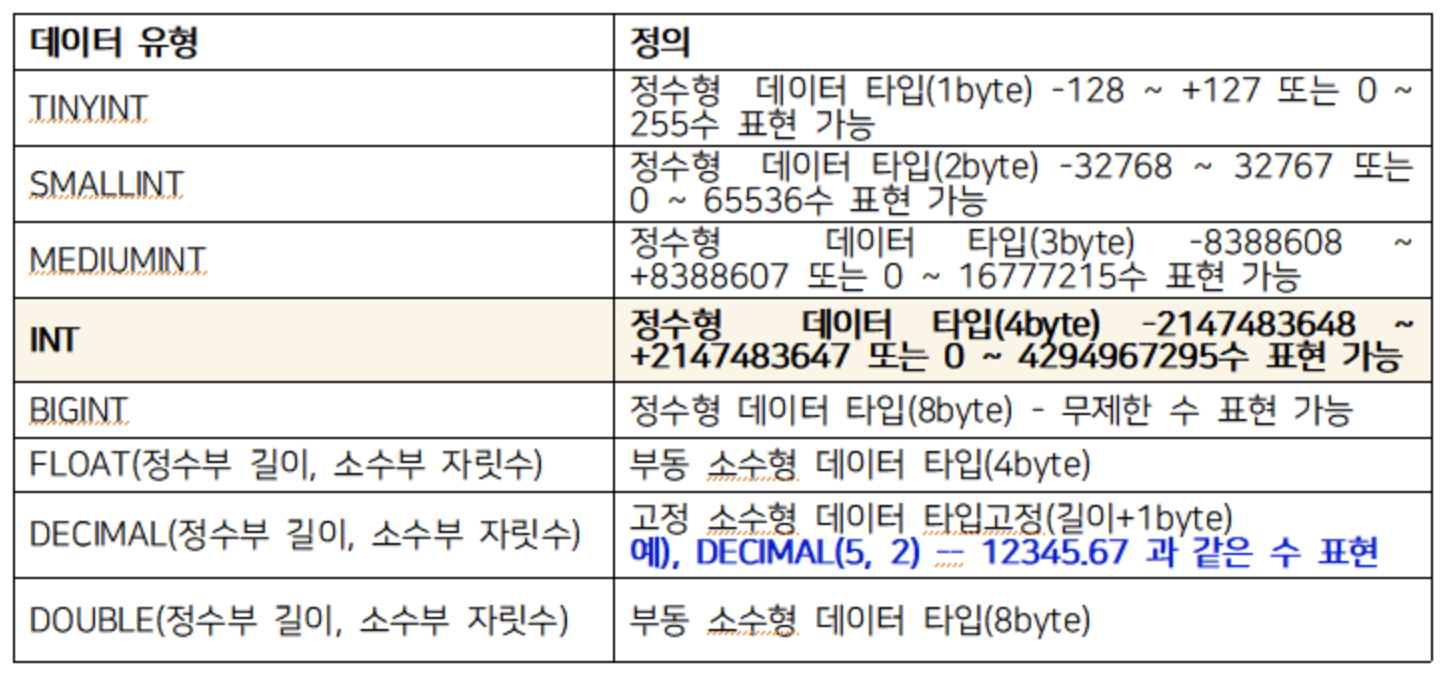 데이터 유형
정의
TINYINT
정수형 데이터 타입(1byte) -128 ~ +127 또는 0 ~
255수 표현 가능
SMALLINT
정수형 데이터 타입(2byte) -32768 ~ 32767 또는
0 ~ 65536수 표현 가능
MEDIUMINT
정수형 데이터 타입(3byte) -8388608 ~
+8388607 또는 0 ~ 16777215수 표현 가능
INT
정수형 데이터 타입(4byte) -2147483648 ~
+2147483647 또는 0 ~ 4294967295수 표현 가능
BIGINT
정수형 데이터 타입(8byte) - 무제한 수 표현 가능
FLOAT(정수부 길이, 소수부 자릿수)
부동 소수형 데이터 타입(4byte)
DECIMAL(정수부 길이, 소수부 자릿수)
고정 소수형 데이터 타입고정(길이+1byte)
예), DECIMAL(5, 2) -- 12345.67 과 같은 수 표현
DOUBLE(정수부 길이, 소수부 자릿수)
부동 소수형 데이터 타입(8byte)